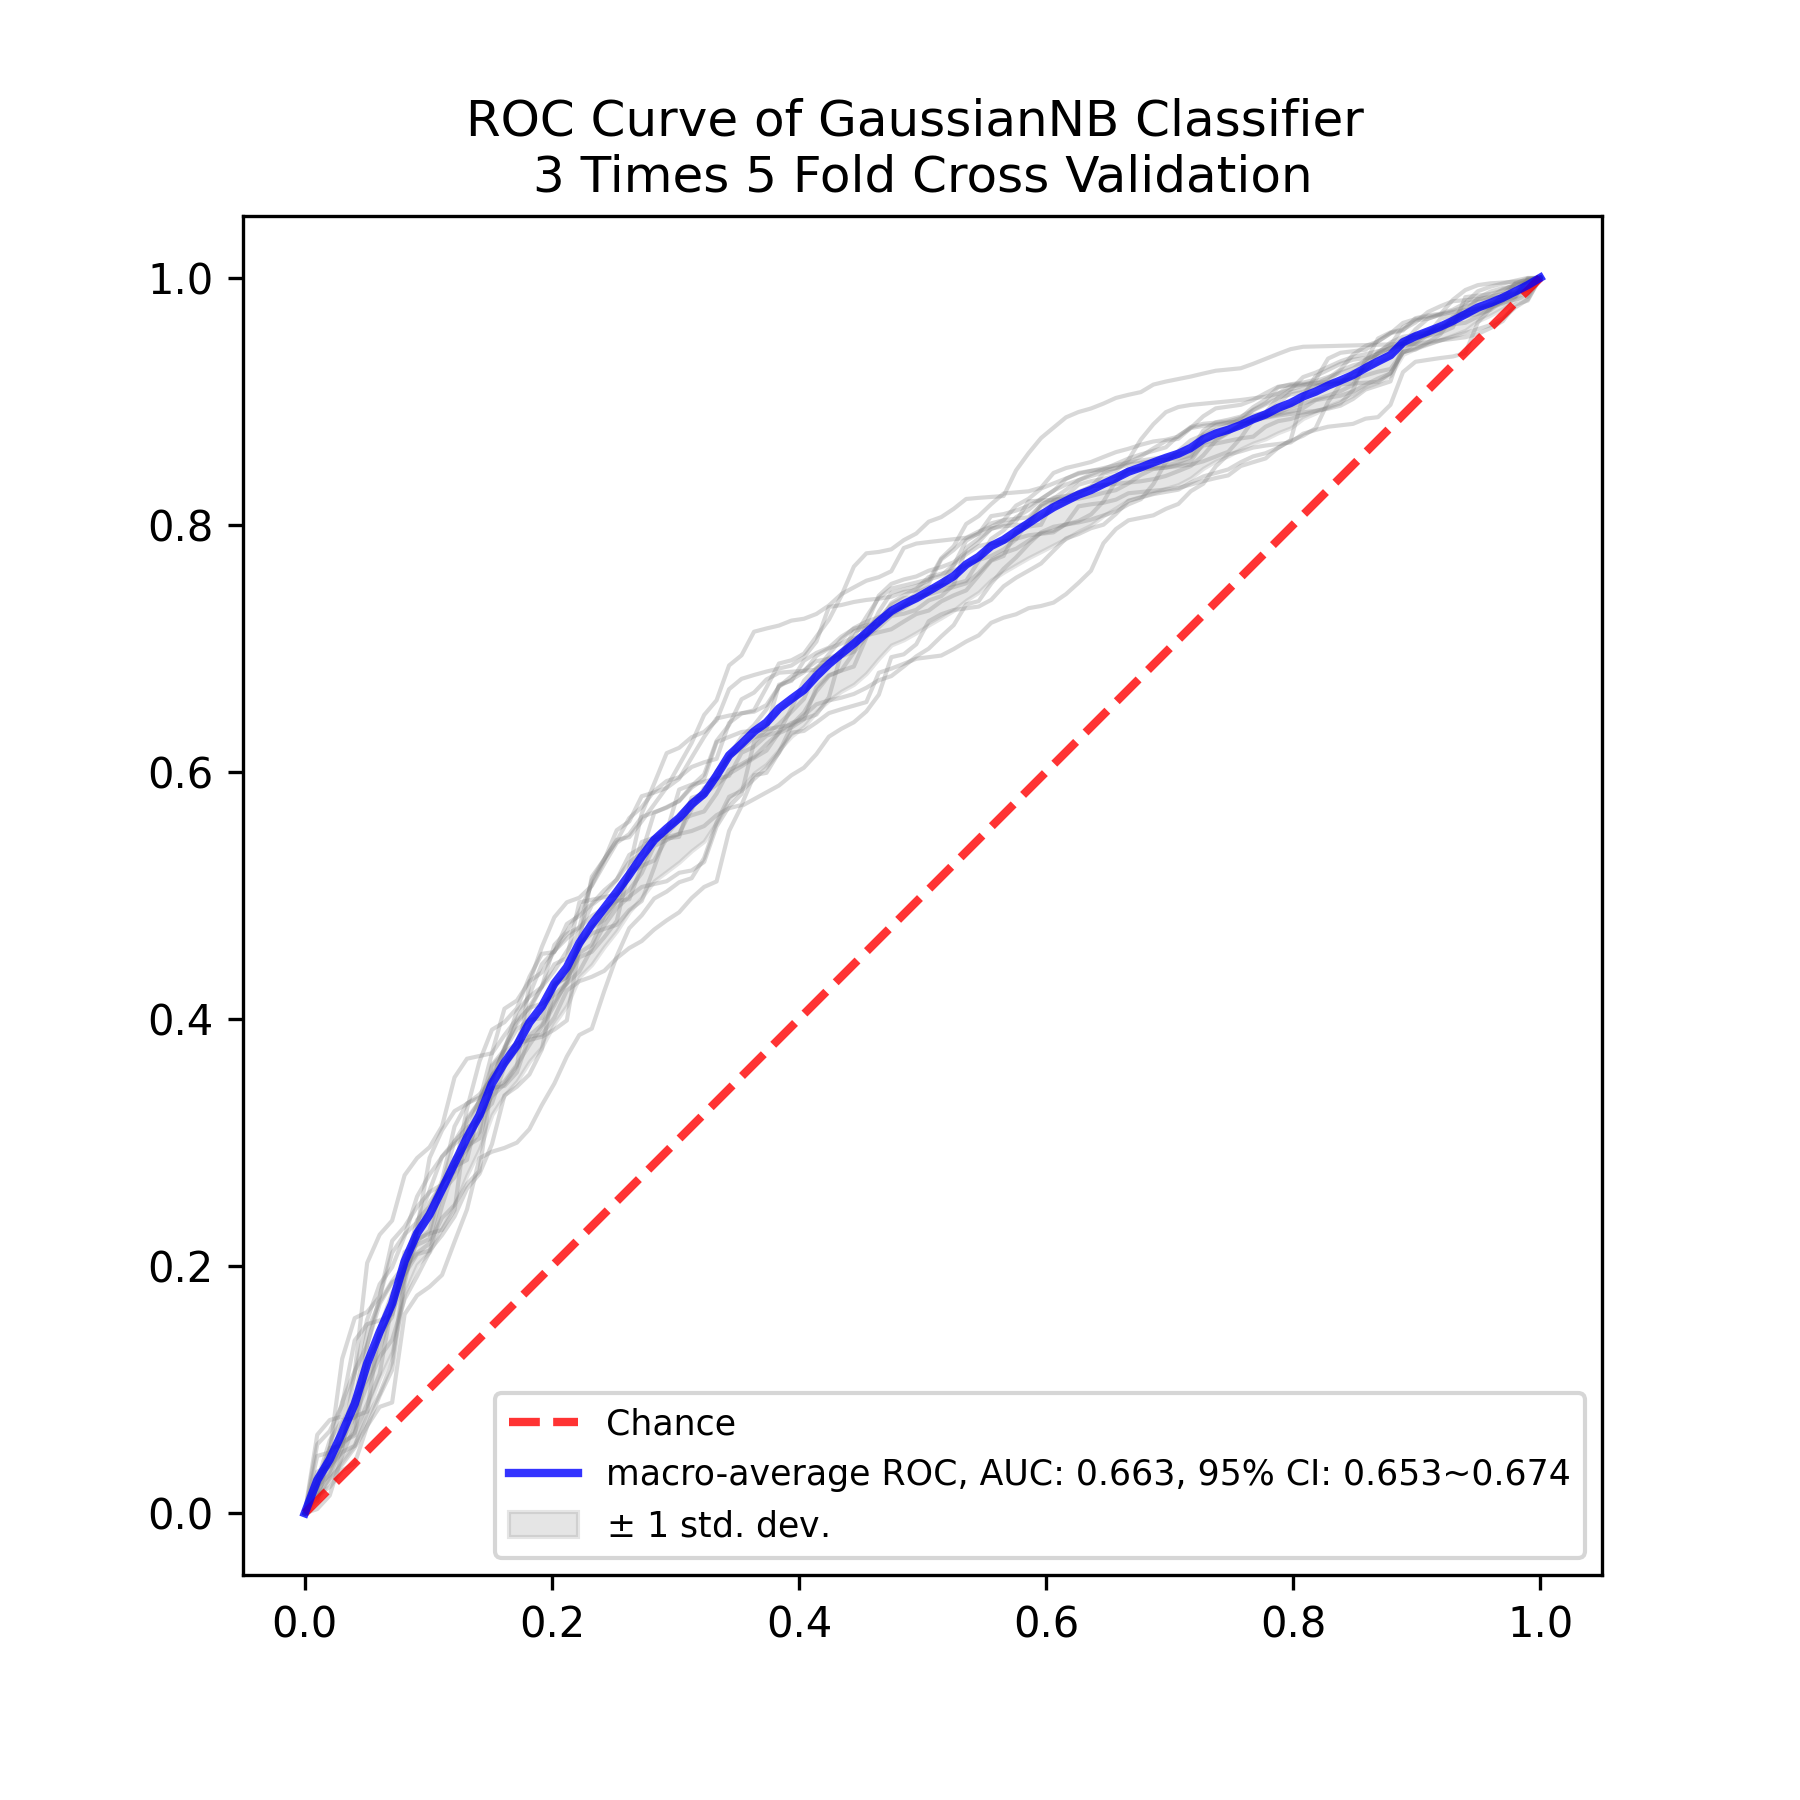 ROC Curve of GaussianNB Classifier
3 Times 5 Fold Cross Validation
1.0
0.8
0.6
0.4
0.2
0.0
Chance
macro-average ROC, AUC: 0.663, 95% CI: 0.653~0.674
± 1 std. dev.
0.0 0.2 0.4 0.6 0.8 1.0